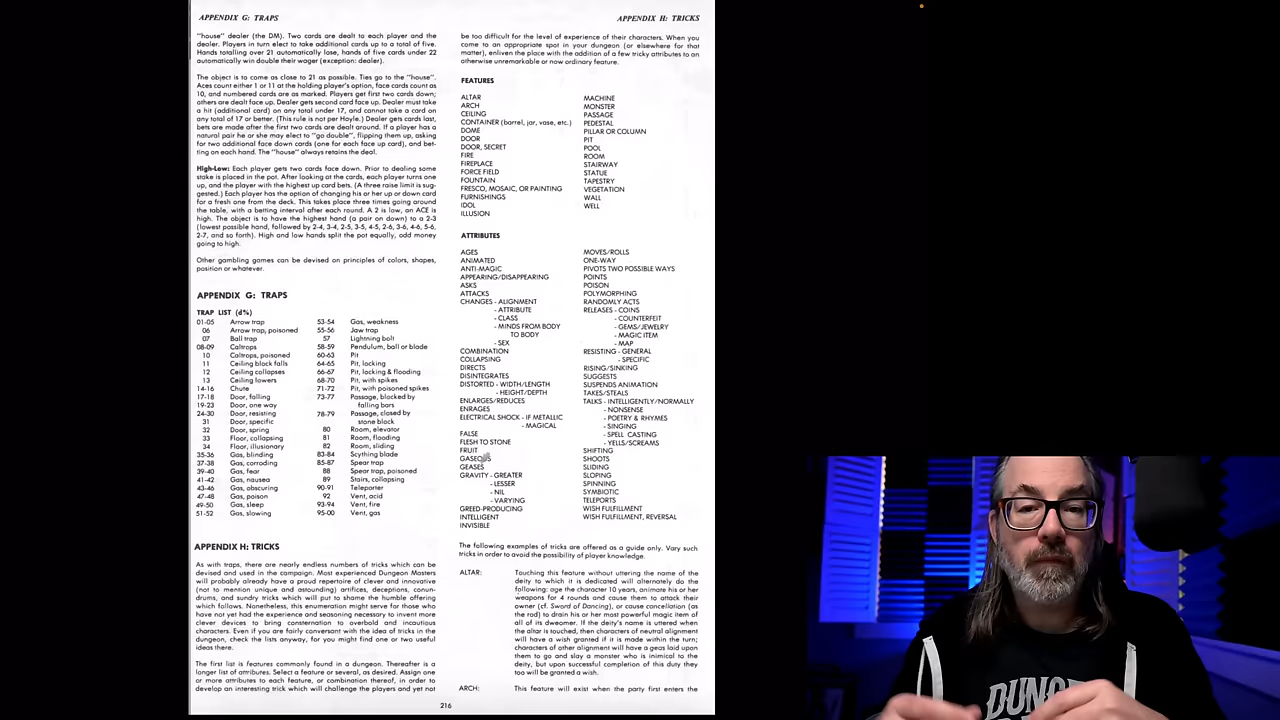 APPENDIX G: TRAPS
APPENDIX H: TRICKS
"house" dealer (the DM). Two cards are dealt to each player and the
dealer. Players in turn elect to take additional cards up to a total of five.
Hands totalling over 21 automatically lose, hands of five cards under 22
automatically win double their wager (exception: dealer).
The object is to come as close to 21 as possible. Ties go to the "house".
Aces count either 1 or 11 at the holding player's option, face cards count as
10, and numbered cards are as marked. Players get first two cards down;
others are dealt face up. Dealer gets second card face up. Dealer must take
a hit (additional card) on any total under 17, and cannot take a card on
any total of 17 or better. (This rule is not per Hoyle.) Dealer gets cards last,
bets are made after the first two cards are dealt around. If a player has a
natural pair he or she may elect to "go double", flipping them up, asking
for two additional face down cards (one for each face up card), and bet-
ting on each hand. The "house" always retains the deal.
High-Low: Each player gets two cards face down. Prior to dealing some
stake is placed in the pot. After looking at the cards, each player turns one
up, and the player with the highest up card bets. (A three raise limit is sug-
gested.) Each player has the option of changing his or her up or down card
for a fresh one from the deck. This takes place three times going around
the table, with a betting interval after each round. A 2 is low, an ACE is
high. The object is to have the highest hand (a pair on down) to a 2-3
(lowest possible hand, followed by 2-4, 3-4, 2-5, 3-5, 4-5, 2-6, 3-6, 4-6, 5-6,
2-7, and so forth). High and low hands split the pot equally, add money
going to high.
Other gambling games can be devised on principles of colors, shapes,
position or whatever.
APPENDIX G: TRAPS
TRAP LIST (d%)
01-05 Arrow trap
06 Arrow trap, poisoned
07 Ball trap
08-09 Caltrops
10 Caltrops, poisoned
11 Ceiling block falls
12 Ceiling collapses
13 Ceiling lowers
14-16 Chute
17-18 Door, falling
19-23 Door, one way
24-30 Door, resisting
31 Door, specific
32 Door, spring
33 Floor, collapsing
34 Floor, illusionary
35-36 Gas, blinding
37-38 Gas, corroding
39-40 Gas, fear
41-42 Gas, nausea
43-46 Gas, obscuring
47-48 Gas, poison
49-50 Gas, sleep
51-52 Gas, slowing
53-54 Gas, weakness
55-56 Jaw trap
57 Lightning bolt
58-59 Pendulum, ball or blade
60-63 Pit
64-65 Pit, locking
66-67 Pit, locking & flooding
68-70 Pit, with spikes
71-72 Pit, with poisoned spikes
73-77 Passage, blocked by
falling bars
78-79 Passage, closed by
stone block
80 Room, elevator
81 Room, flooding
82 Room, sliding
83-84 Scything blade
85-87 Spear trap
88 Spear trap, poisoned
89 Stairs, collapsing
90-91 Teleporter
92 Vent, acid
93-94 Vent, fire
95-00 Vent, gas
APPENDIX H: TRICKS
As with traps, there are nearly endless numbers of tricks which can be
devised and used in the campaign. Most experienced Dungeon Masters
will probably already have a proud repertoire of clever and innovative
(not to mention unique and astounding) artifices, deceptions, conun-
drums, and sundry tricks which will put to shame the humble offering
which follows. Nonetheless, this enumeration might serve for those who
have not yet had the experience and seasoning necessary to invent more
clever devices to bring consternation to overbold and incautious
characters. Even if you are fairly conversant with the idea of tricks in the
dungeon, check the lists anyway, for you might find one or two useful
ideas there.
The first list is features commonly found in a dungeon. Thereafter is a
longer list of attributes. Select a feature or several, as desired. Assign one
or more attributes to each feature, or combination thereof, in order to
develop an interesting trick which will challenge the players and yet not
be too difficult for the level of experience of their characters. When you
come to an appropriate spot in your dungeon (or elsewhere for that
matter), enliven the place with the addition of a few tricky attributes to an
otherwise unremarkable or now ordinary feature.
FEATURES
ALTAR
ARCH
CEILING
CONTAINER (barrel, jar, vase, etc.)
DOME
DOOR
DOOR, SECRET
FIRE
FIREPLACE
FORCE FIELD
FOUNTAIN
FRESCO, MOSAIC, OR PAINTING
FURNISHINGS
IDOL
ILLUSION
MACHINE
MONSTER
PASSAGE
PEDESTAL
PILLAR OR COLUMN
PIT
POOL
ROOM
STAIRWAY
STATUE
TAPESTRY
VEGETATION
WALL
WELL
ATTRIBUTES
AGES
ANIMATED
ANTI-MAGIC
APPEARING/DISAPPEARING
ASKS
ATTACKS
CHANGES - ALIGNMENT
- ATTRIBUTE
- CLASS
- MINDS FROM BODY
TO BODY
- SEX
COMBINATION
COLLAPSING
DIRECTS
DISINTEGRATES
DISTORTED - WIDTH/LENGTH
- HEIGHT/DEPTH
ENLARGES/REDUCES
ENRAGES
ELECTRICAL SHOCK - IF METALLIC
- MAGICAL
FALSE
FLESH TO STONE
FRUIT
GASEOUS
GEASES
GRAVITY - GREATER
- LESSER
- NIL
- VARYING
GREED-PRODUCING
INTELLIGENT
INVISIBLE
MOVES/ROLLS
ONE-WAY
PIVOTS TWO POSSIBLE WAYS
POINTS
POISON
POLYMORPHING
RANDOMLY ACTS
RELEASES - COINS
- COUNTERFEIT
- GEMS/JEWELRY
- MAGIC ITEM
- MAP
RESISTING - GENERAL
- SPECIFIC
RISING/SINKING
SUGGESTS
SUSPENDS ANIMATION
TAKES/STEALS
TALKS - INTELLIGENTLY/NORMALLY
- NONSENSE
- POETRY & RHYMES
- SINGING
- SPELL CASTING
- YELLS/SCREAMS
SHIFTING
SHOOTS
SLIDING
SLOPING
SPINNING
SYMBIOTIC
TELEPORTS
WISH FULFILLMENT
WISH FULFILLMENT, REVERSAL
The following examples of tricks are offered as a guide only. Vary such
tricks in order to avoid the possibility of player knowledge.
ALTAR: Touching this feature without uttering the name of the
deity to which it is dedicated will alternately do the
following: age the character 10 years, animate his or her
weapons for 4 rounds and cause them to attack their
owner (cf. Sword of Dancing), or cause cancellation (as
the rod) to drain his or her most powerful magic item of
all of its dweomer. If the deity's name is uttered when
the altar is touched, then characters of neutral alignment
will have a wish granted if it is made within the turn;
characters of other alignment will have a geas laid upon
them to go and slay a monster who is inimical to the
deity, but upon successful completion of this duty they
too will be granted a wish.
ARCH: This feature will exist when the party first enters the
216
DUNG